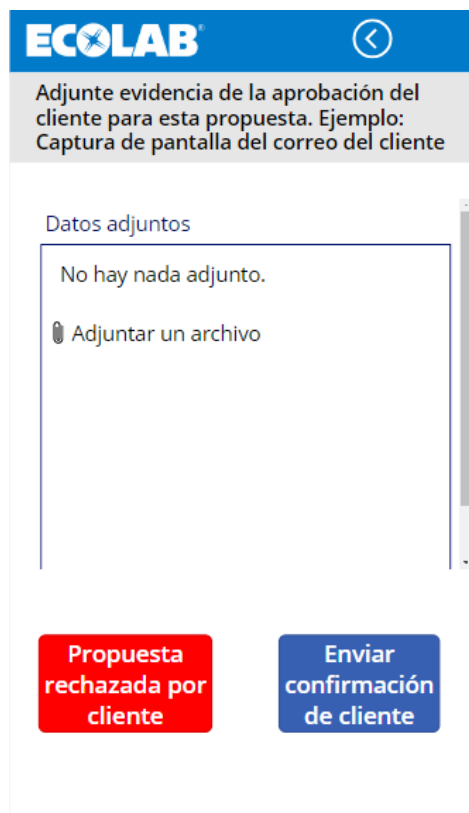 ECOLAB®
Adjunte evidencia de la aprobación del
cliente para esta propuesta. Ejemplo:
Captura de pantalla del correo del cliente
Datos adjuntos
No hay nada adjunto.
Adjuntar un archivo
Propuesta
rechazada por
cliente
Enviar
confirmación
de cliente